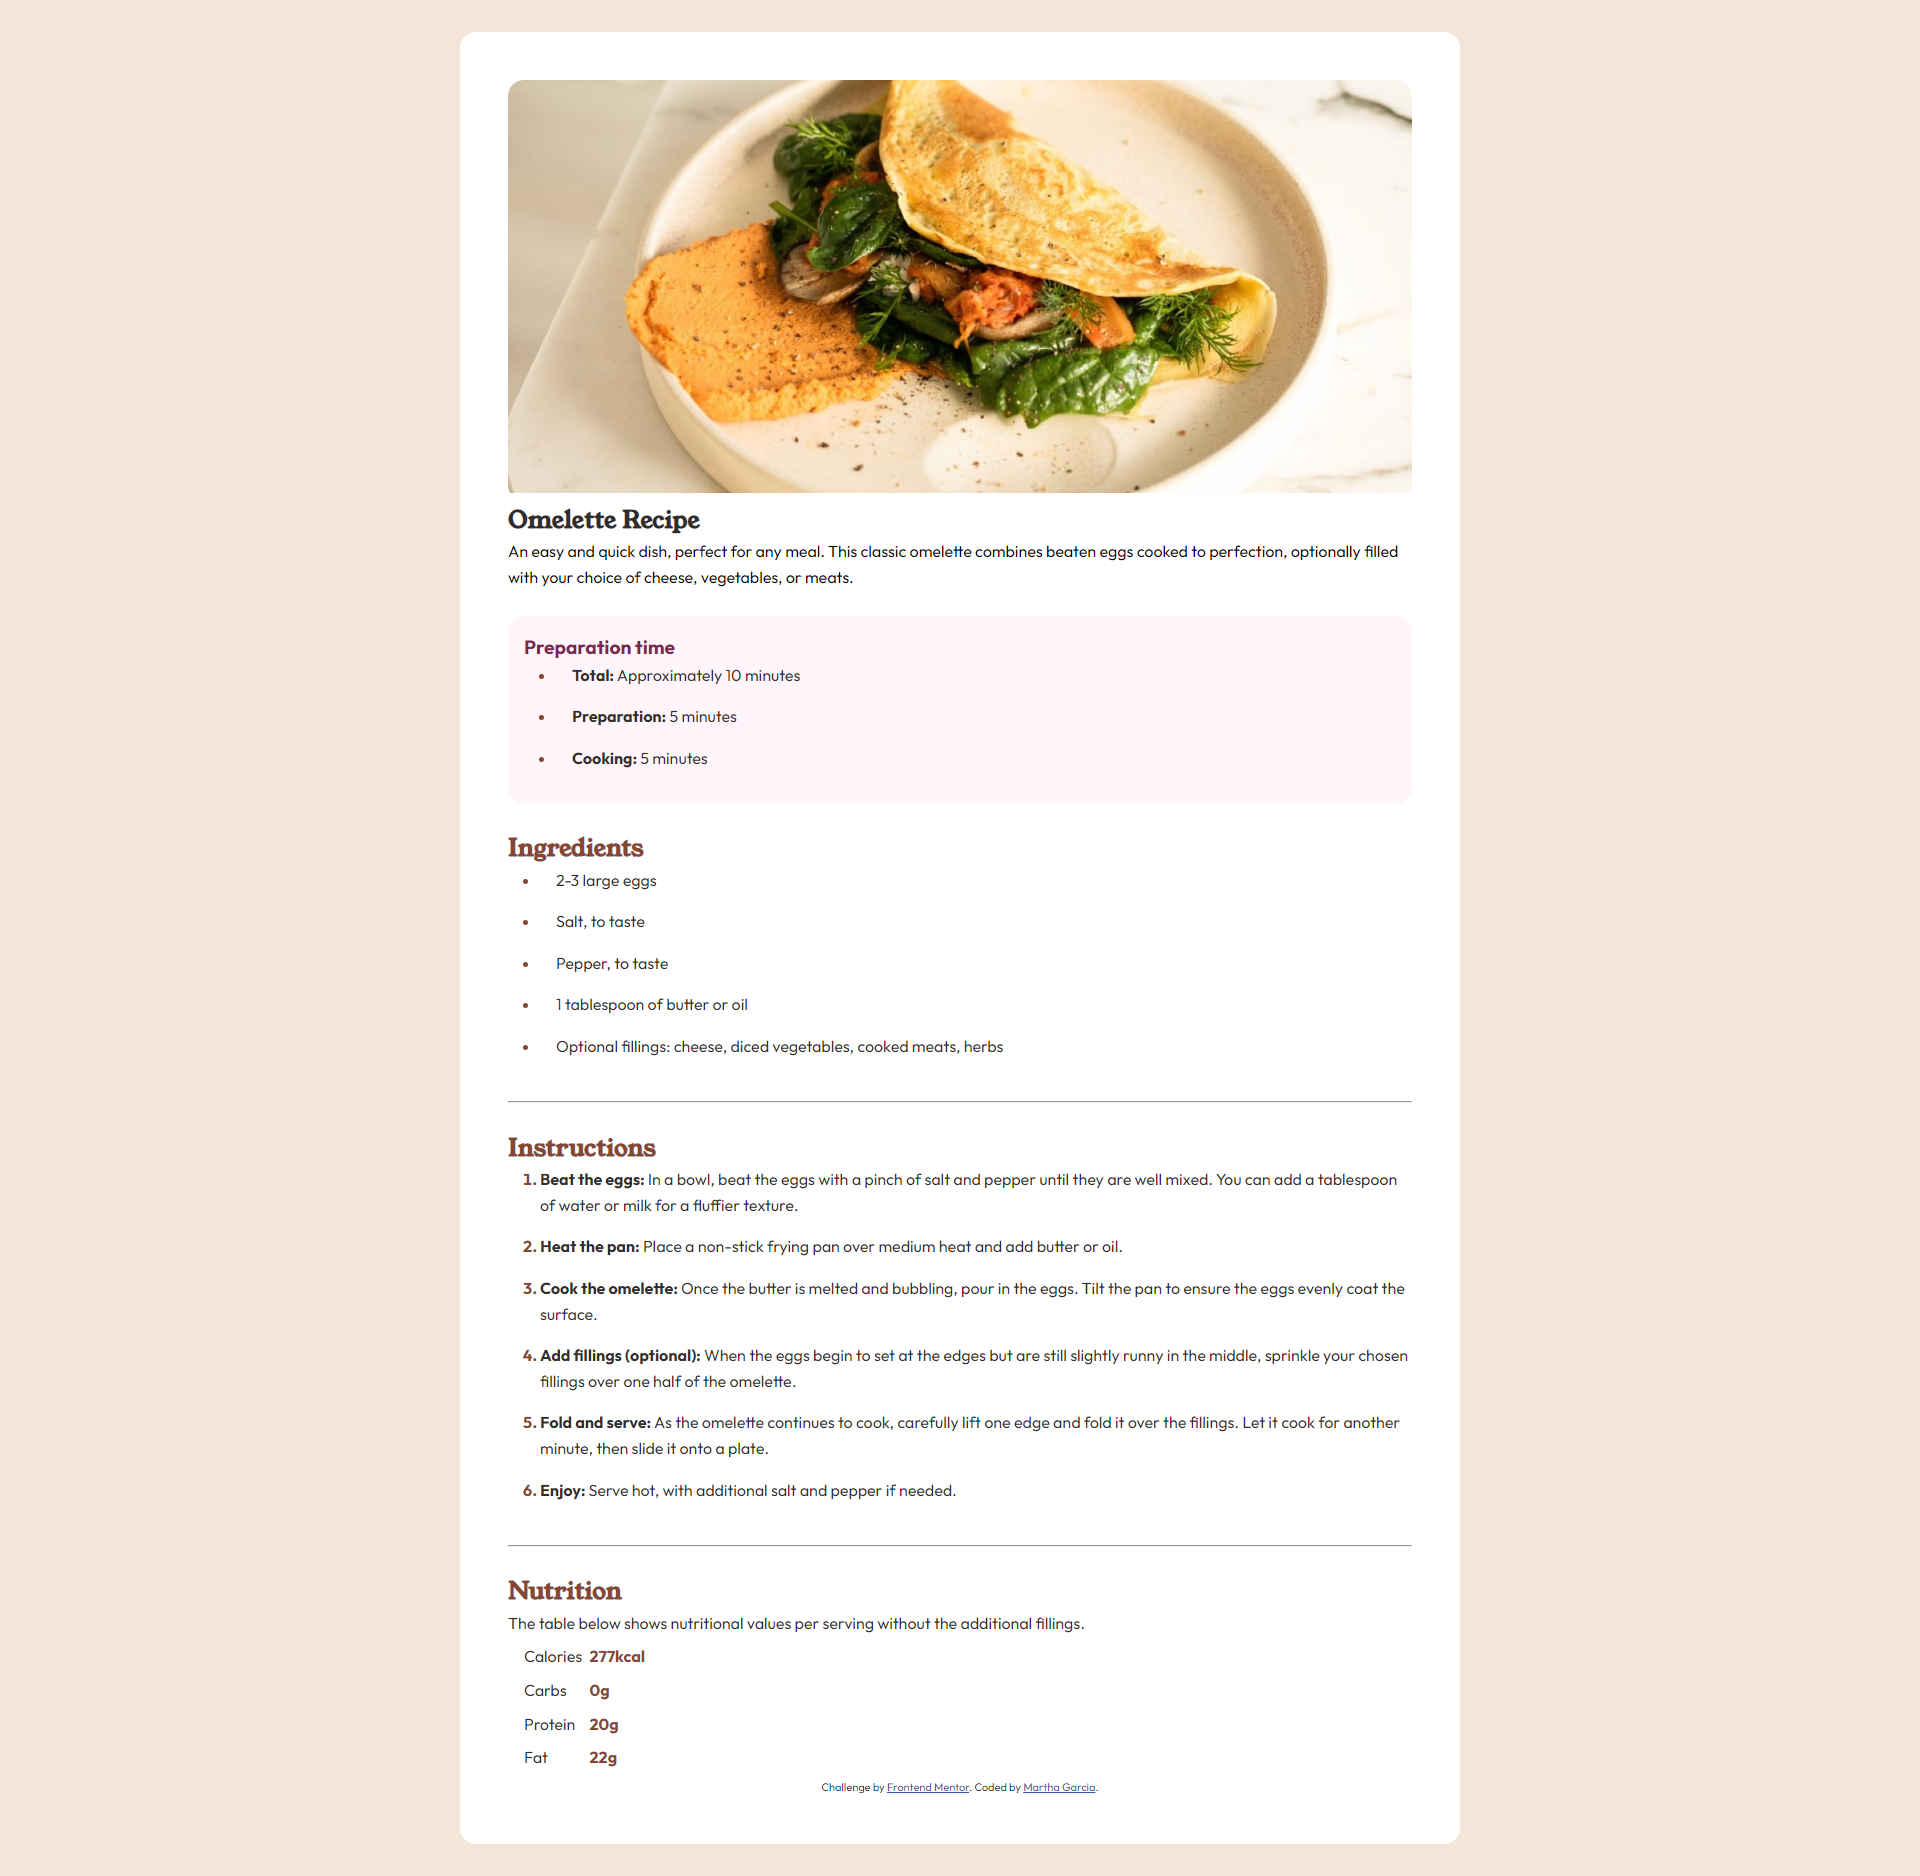 Omelette Recipe
An easy and quick dish, perfect for any meal. This classic omelette combines beaten eggs cooked to perfection, optionally filled
with your choice of cheese, vegetables, or meats.
Preparation time
• Total: Approximately 10 minutes
• Preparation: 5 minutes
• Cooking: 5 minutes
Ingredients
• 2-3 large eggs
• Salt, to taste
• Pepper, to taste
• 1 tablespoon of butter or oil
• Optional fillings: cheese, diced vegetables, cooked meats, herbs
Instructions
1. Beat the eggs: In a bowl, beat the eggs with a pinch of salt and pepper until they are well mixed. You can add a tablespoon
of water or milk for a fluffier texture.
2. Heat the pan: Place a non-stick frying pan over medium heat and add butter or oil.
3. Cook the omelette: Once the butter is melted and bubbling, pour in the eggs. Tilt the pan to ensure the eggs evenly coat the
surface.
4. Add fillings (optional): When the eggs begin to set at the edges but are still slightly runny in the middle, sprinkle your chosen
fillings over one half of the omelette.
5. Fold and serve: As the omelette continues to cook, carefully lift one edge and fold it over the fillings. Let it cook for another
minute, then slide it onto a plate.
6. Enjoy: Serve hot, with additional salt and pepper if needed.
Nutrition
The table below shows nutritional values per serving without the additional fillings.
Calories 277kcal
Carbs 0g
Protein 20g
Fat 22g
Challenge by Frontend Mentor. Coded by Martha Garcia.